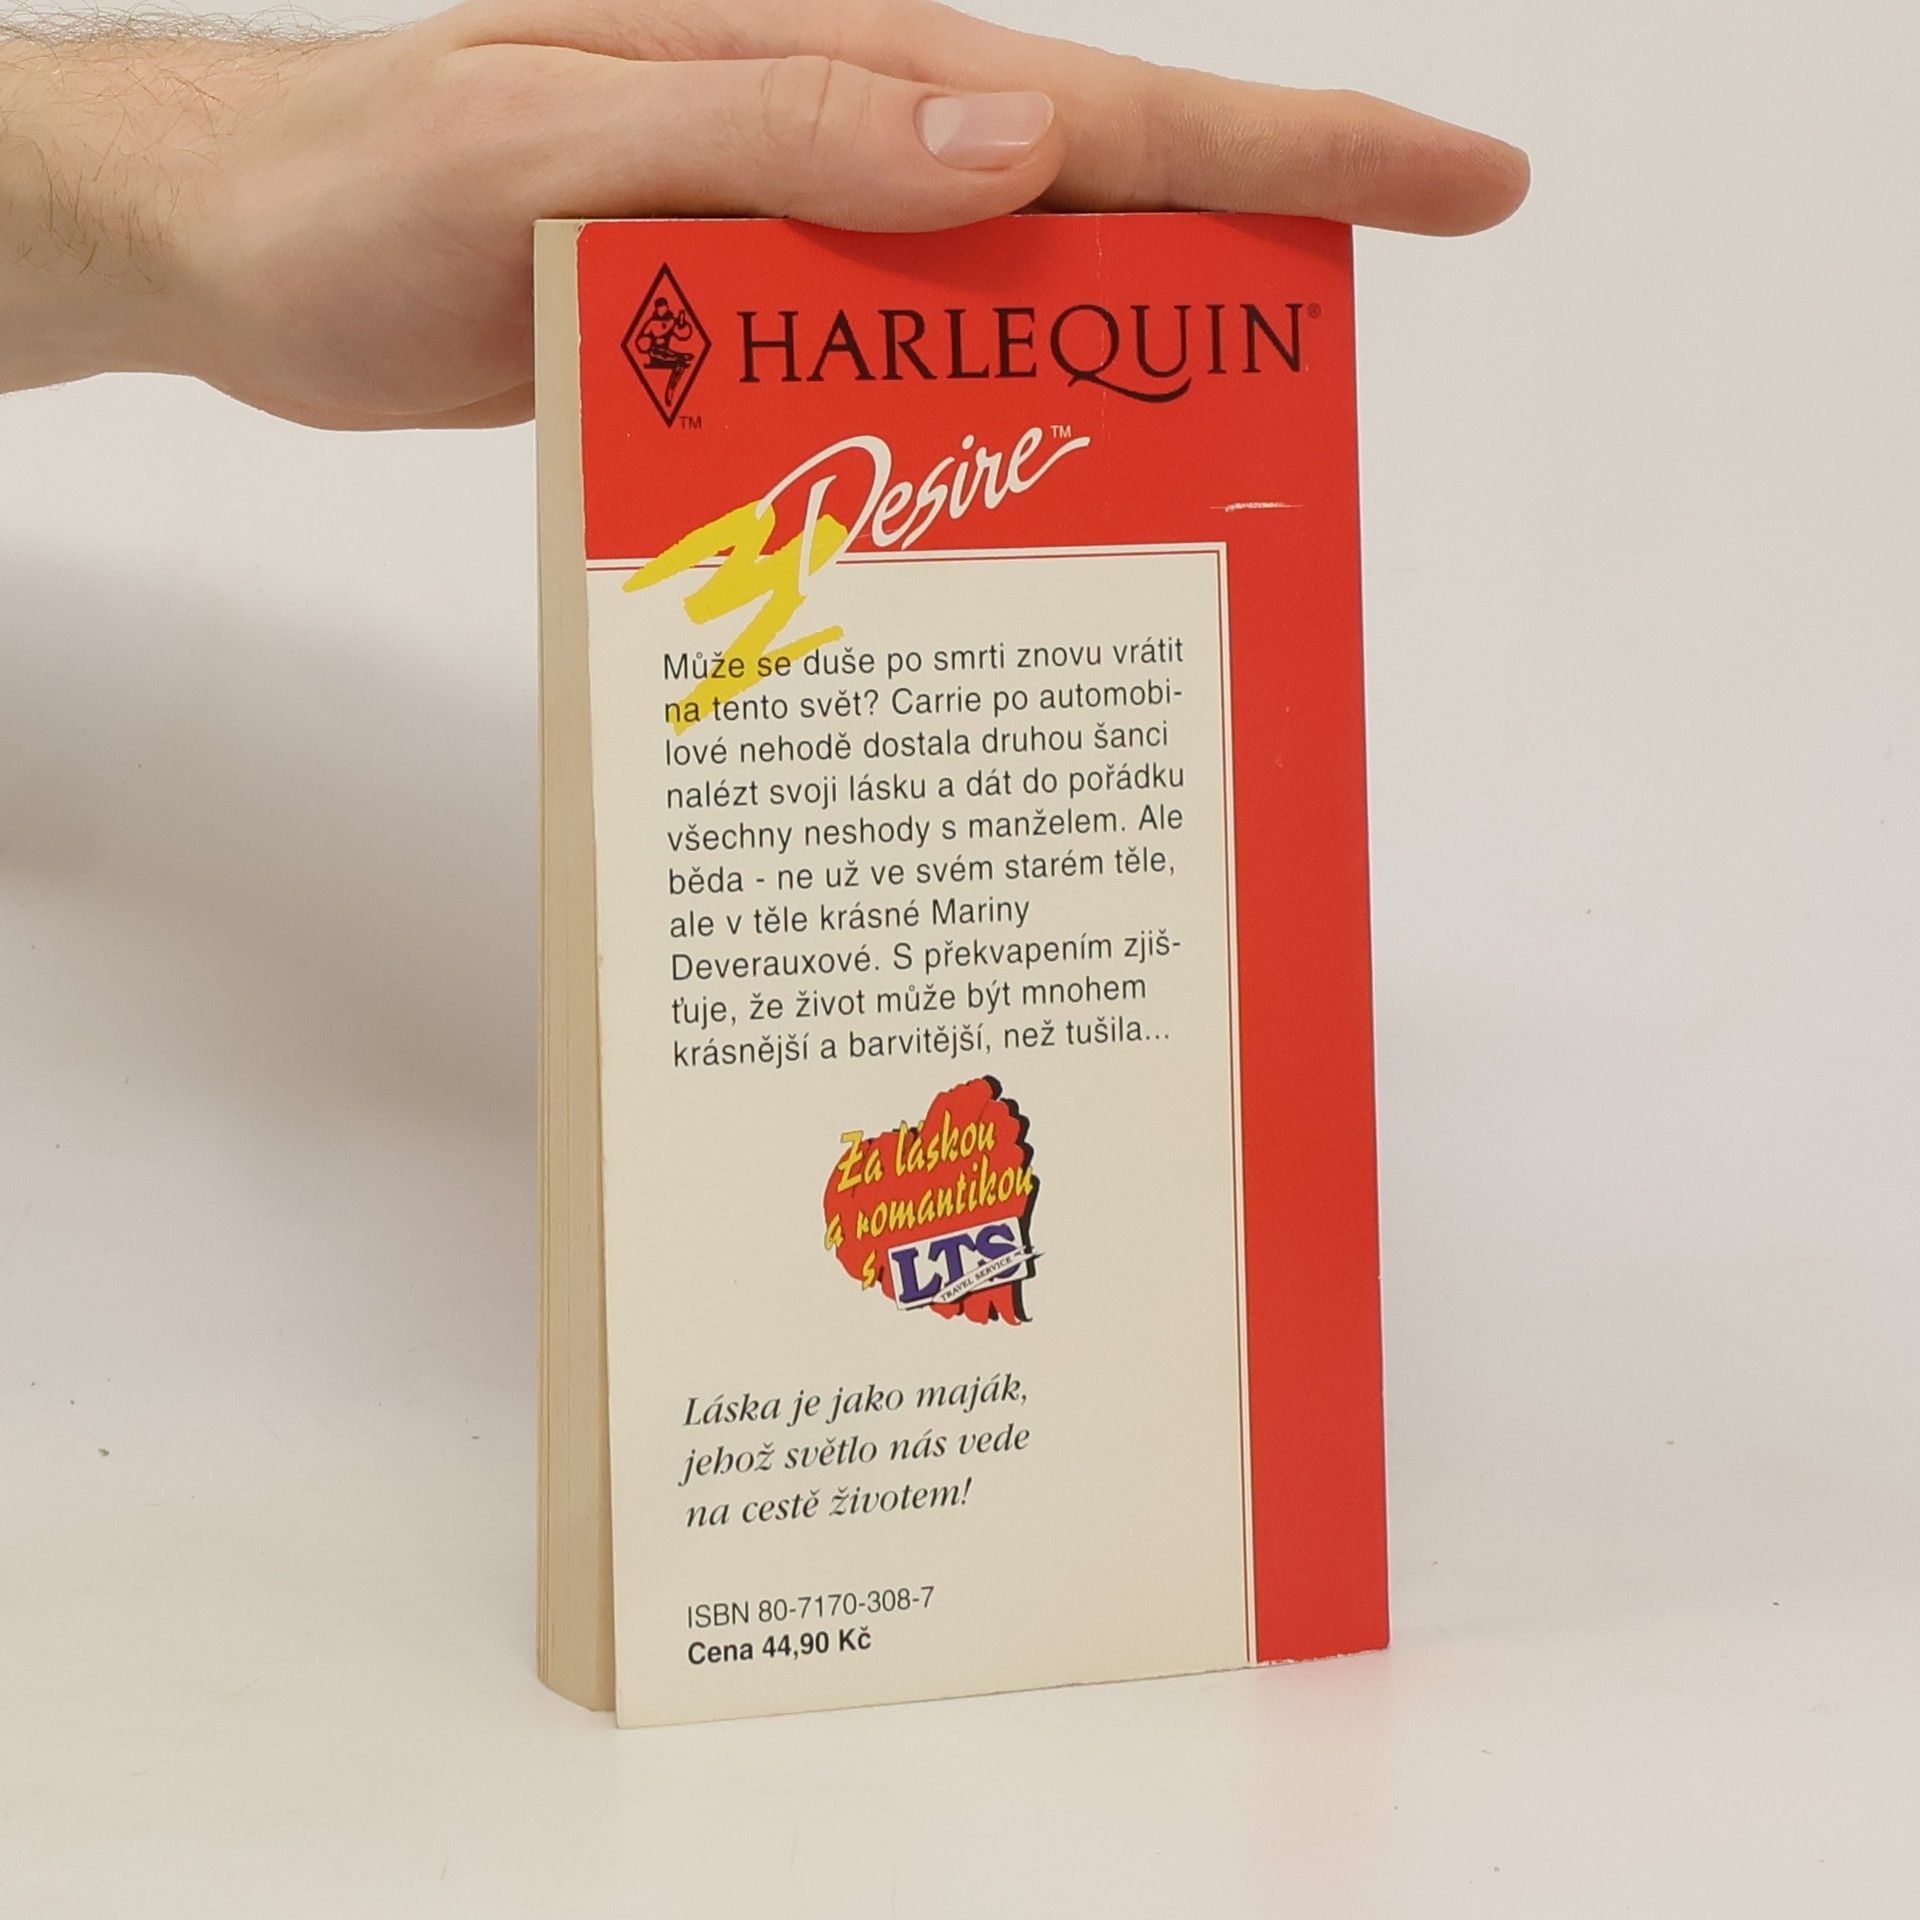 HARLEQUIN®
TM
Desire™
Může se duše po smrti znovu vrátit
na tento svět? Carrie po automobi-
lové nehodě dostala druhou šanci
nalézt svoji lásku a dát do pořádku
všechny neshody s manželem. Ale
běda - ne už ve svém starém těle,
ale v těle krásné Mariny
Deverauxové. S překvapením zjiš-
ťuje, že život může být mnohem
krásnější a barvitější, než tušila...
Za láskou
a romantikou
s LTS
TRAVEL SERVICE
Láska je jako maják,
jehož světlo nás vede
na cestě životem!
ISBN 80-7170-308-7
Cena 44,90 Kč